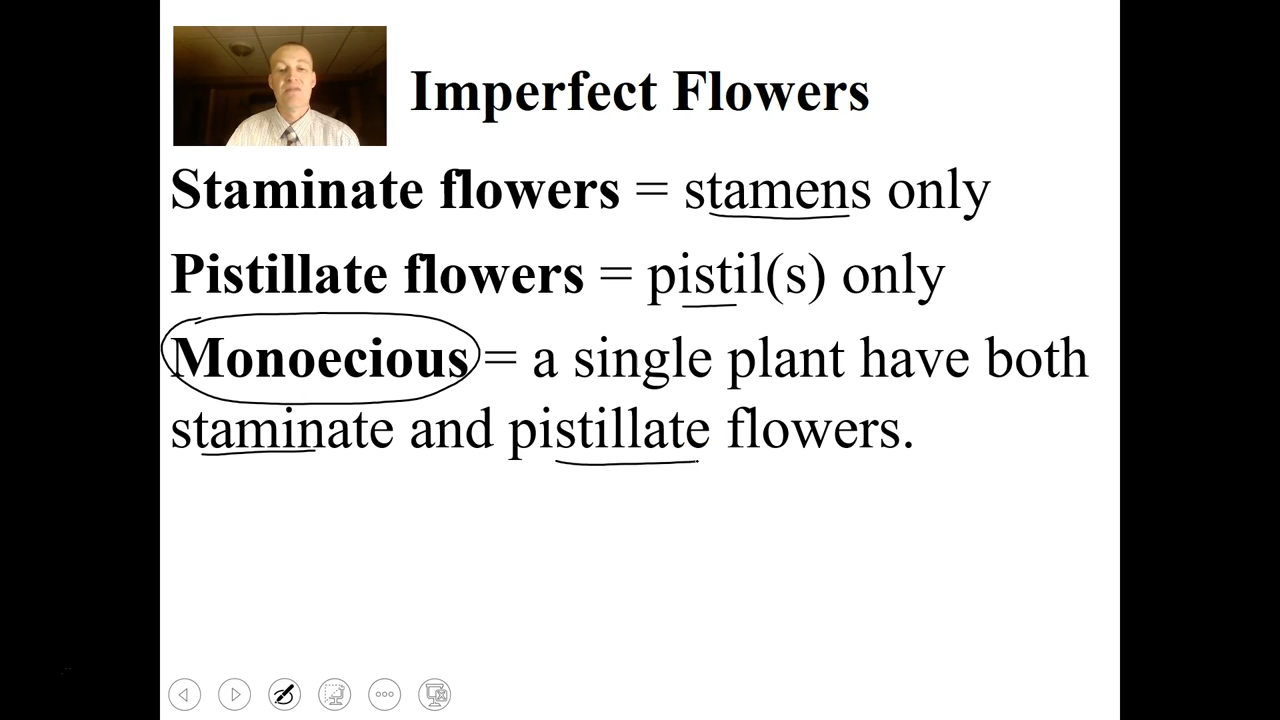 Imperfect Flowers
Staminate flowers = stamens only
Pistillate flowers = pistil(s) only
Monoecious = a single plant have both
staminate and pistillate flowers.